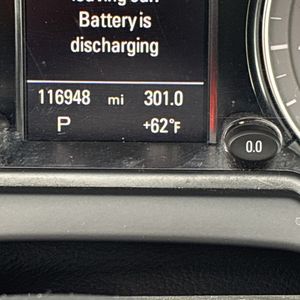 Battery is
discharging
116948 mi 301.0
P +62°F
0.0